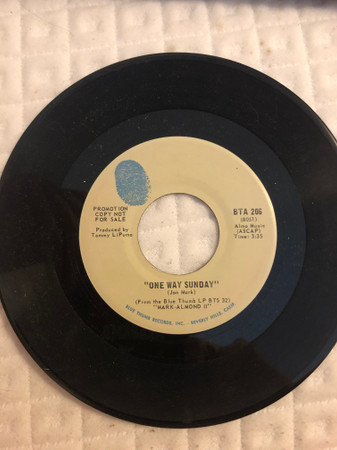 PROMOTION
COPY NOT
FOR SALE
Produced by
Tommy LiPuma
BTA 206
Almo Music
(ASCAP)
Time: 3:25
"ONE WAY SUNDAY"
(Jon Mark)
(From the Blue Thumb LP BTS 32)
"MARK-ALMOND II"
BLUE THUMB RECORDS, INC., BEVERLY HILLS, CALIF.